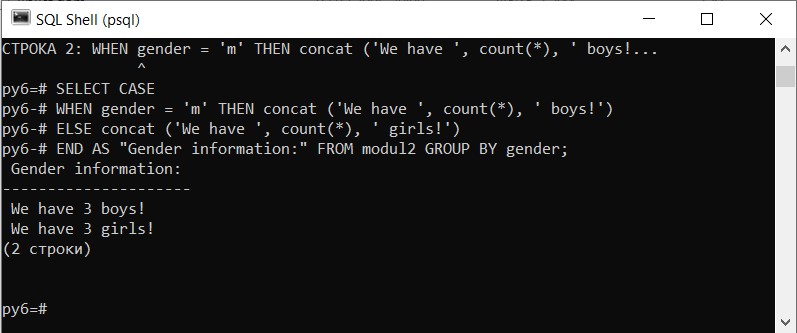 SQL Shell (psql)
СТРОКА 2: WHEN gender = 'm' THEN concat ('We have ', count(*), ' boys!...
^
py6=# SELECT CASE
py6-# WHEN gender = 'm' THEN concat ('We have ', count(*), ' boys!')
py6-# ELSE concat ('We have ', count(*), ' girls!')
py6-# END AS "Gender information:" FROM modul2 GROUP BY gender;
Gender information:
---------------------
We have 3 boys!
We have 3 girls!
(2 строки)
py6=#